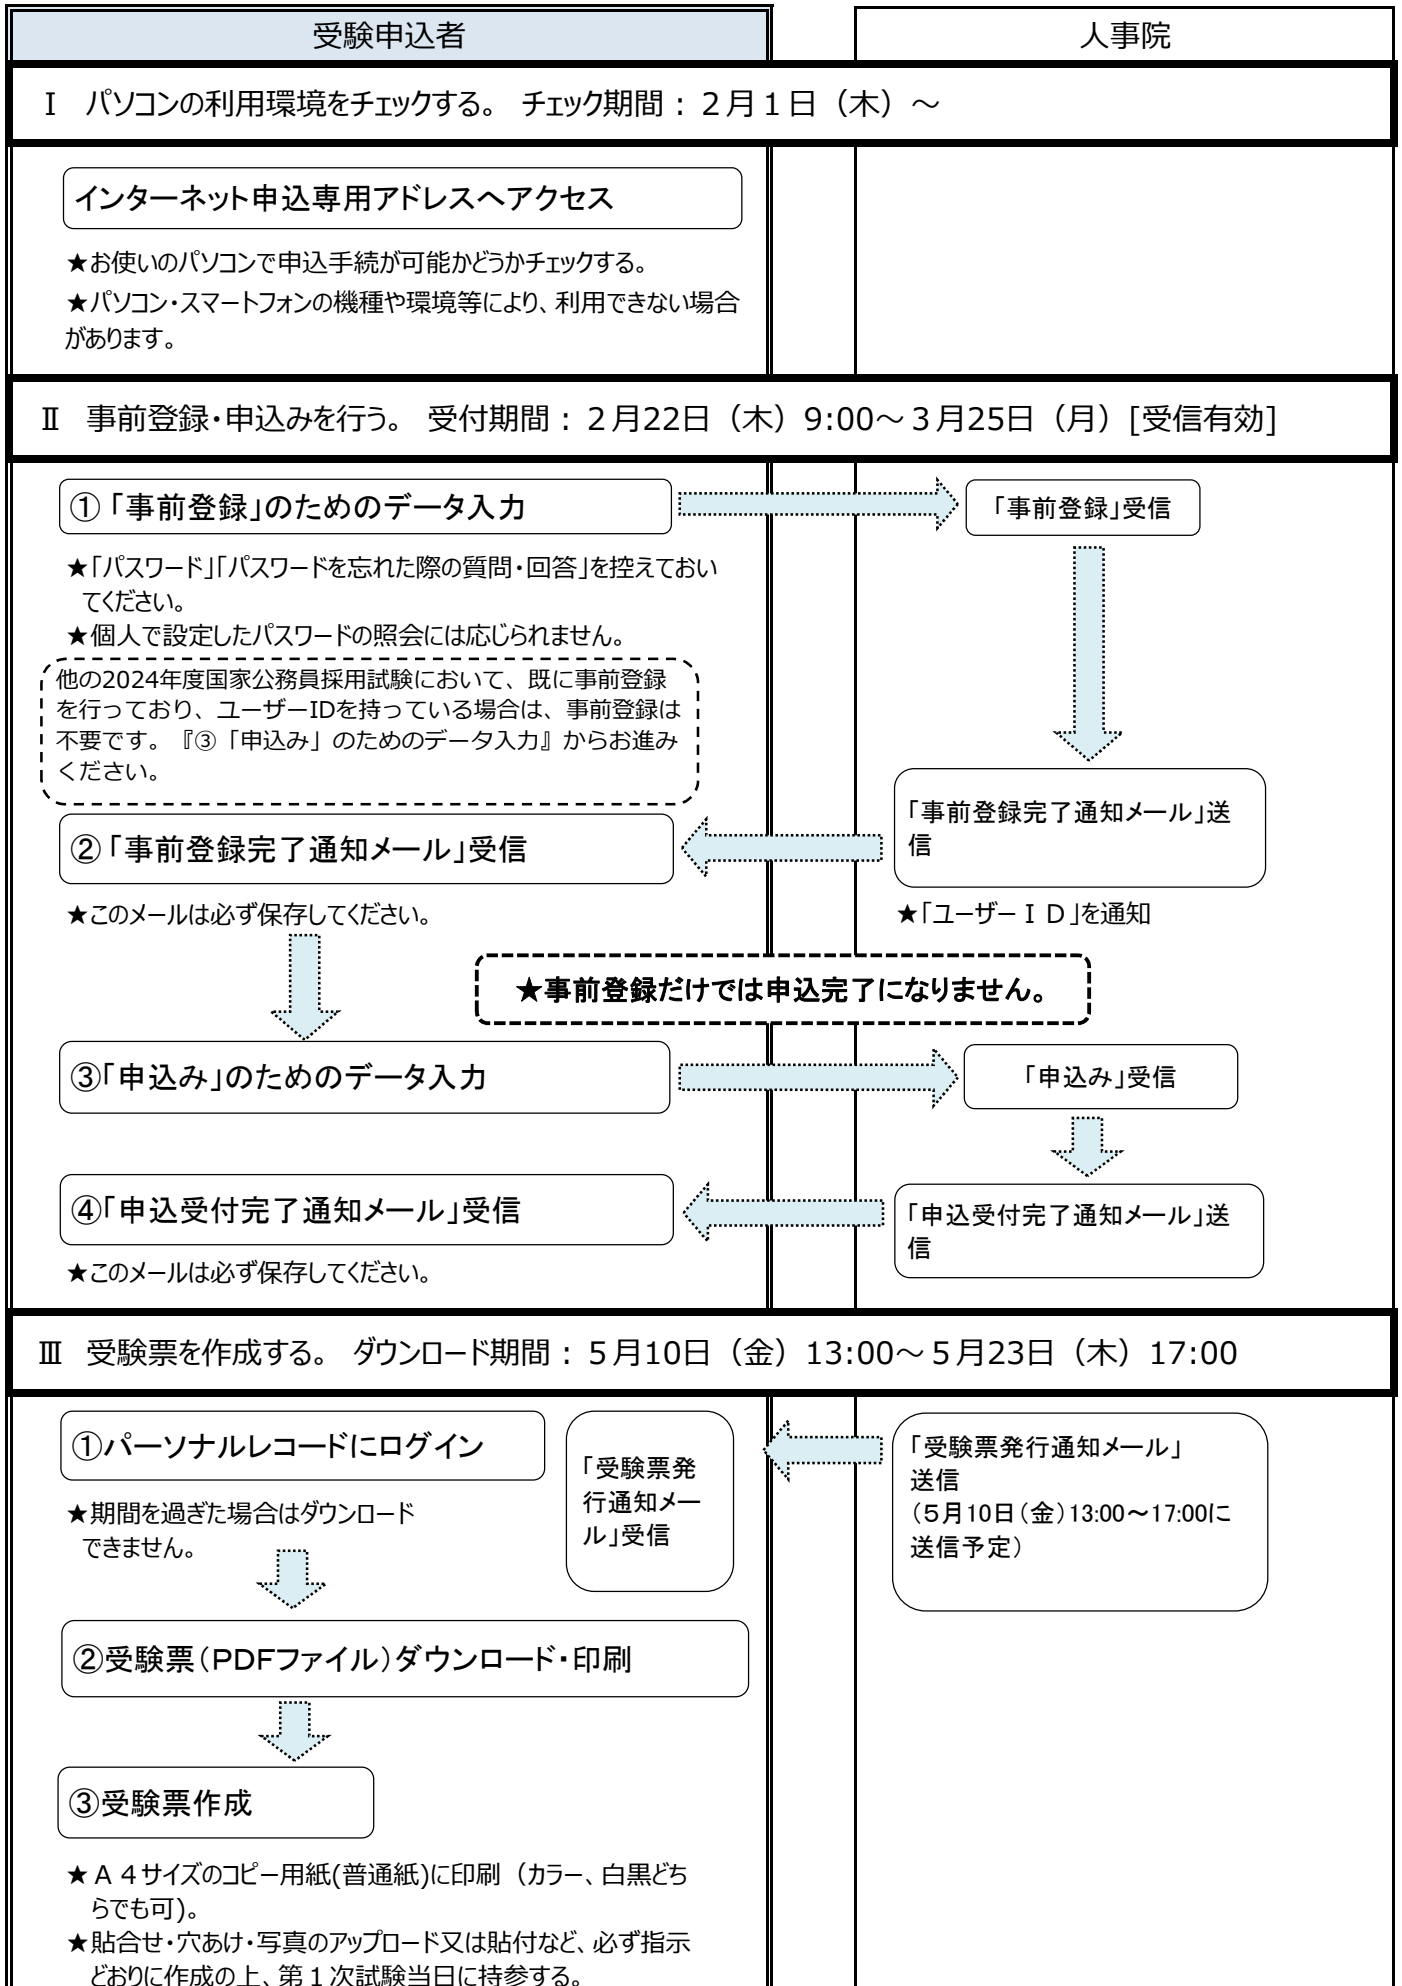 受験申込者
人事院
Ⅰ パソコンの利用環境をチェックする。 チェック期間：２月１日（木）～
インターネット申込専用アドレスへアクセス
★お使いのパソコンで申込手続が可能かどうかチェックする。
★パソコン・スマートフォンの機種や環境等により、利用できない場合
があります。
Ⅱ 事前登録・申込みを行う。 受付期間：２月22日（木）9:00～３月25日（月）[受信有効]
①「事前登録」のためのデータ入力
「事前登録」受信
★「パスワード」「パスワードを忘れた際の質問・回答」を控えておい
てください。
★個人で設定したパスワードの照会には応じられません。
他の2024年度国家公務員採用試験において、既に事前登録
を行っており、ユーザーIDを持っている場合は、事前登録は
不要です。『③「申込み」のためのデータ入力』からお進み
ください。
「事前登録完了通知メール」送
信
②「事前登録完了通知メール」受信
★このメールは必ず保存してください。
★「ユーザーＩＤ」を通知
★事前登録だけでは申込完了になりません。
③「申込み」のためのデータ入力
「申込み」受信
④「申込受付完了通知メール」受信
「申込受付完了通知メール」送
信
★このメールは必ず保存してください。
Ⅲ 受験票を作成する。 ダウンロード期間：５月10日（金）13:00～５月23日（木）17:00
①パーソナルレコードにログイン
★期間を過ぎた場合はダウンロード
できません。
「受験票発
行通知メー
ル」受信
「受験票発行通知メール」
送信
（５月10日（金）13:00～17:00に
送信予定）
②受験票（ＰＤＦファイル）ダウンロード・印刷
③受験票作成
★Ａ４サイズのコピー用紙(普通紙)に印刷（カラー、白黒どち
らでも可)。
★貼合せ・穴あけ・写真のアップロード又は貼付など、必ず指示
どおりに作成の上、第１次試験当日に持参する。